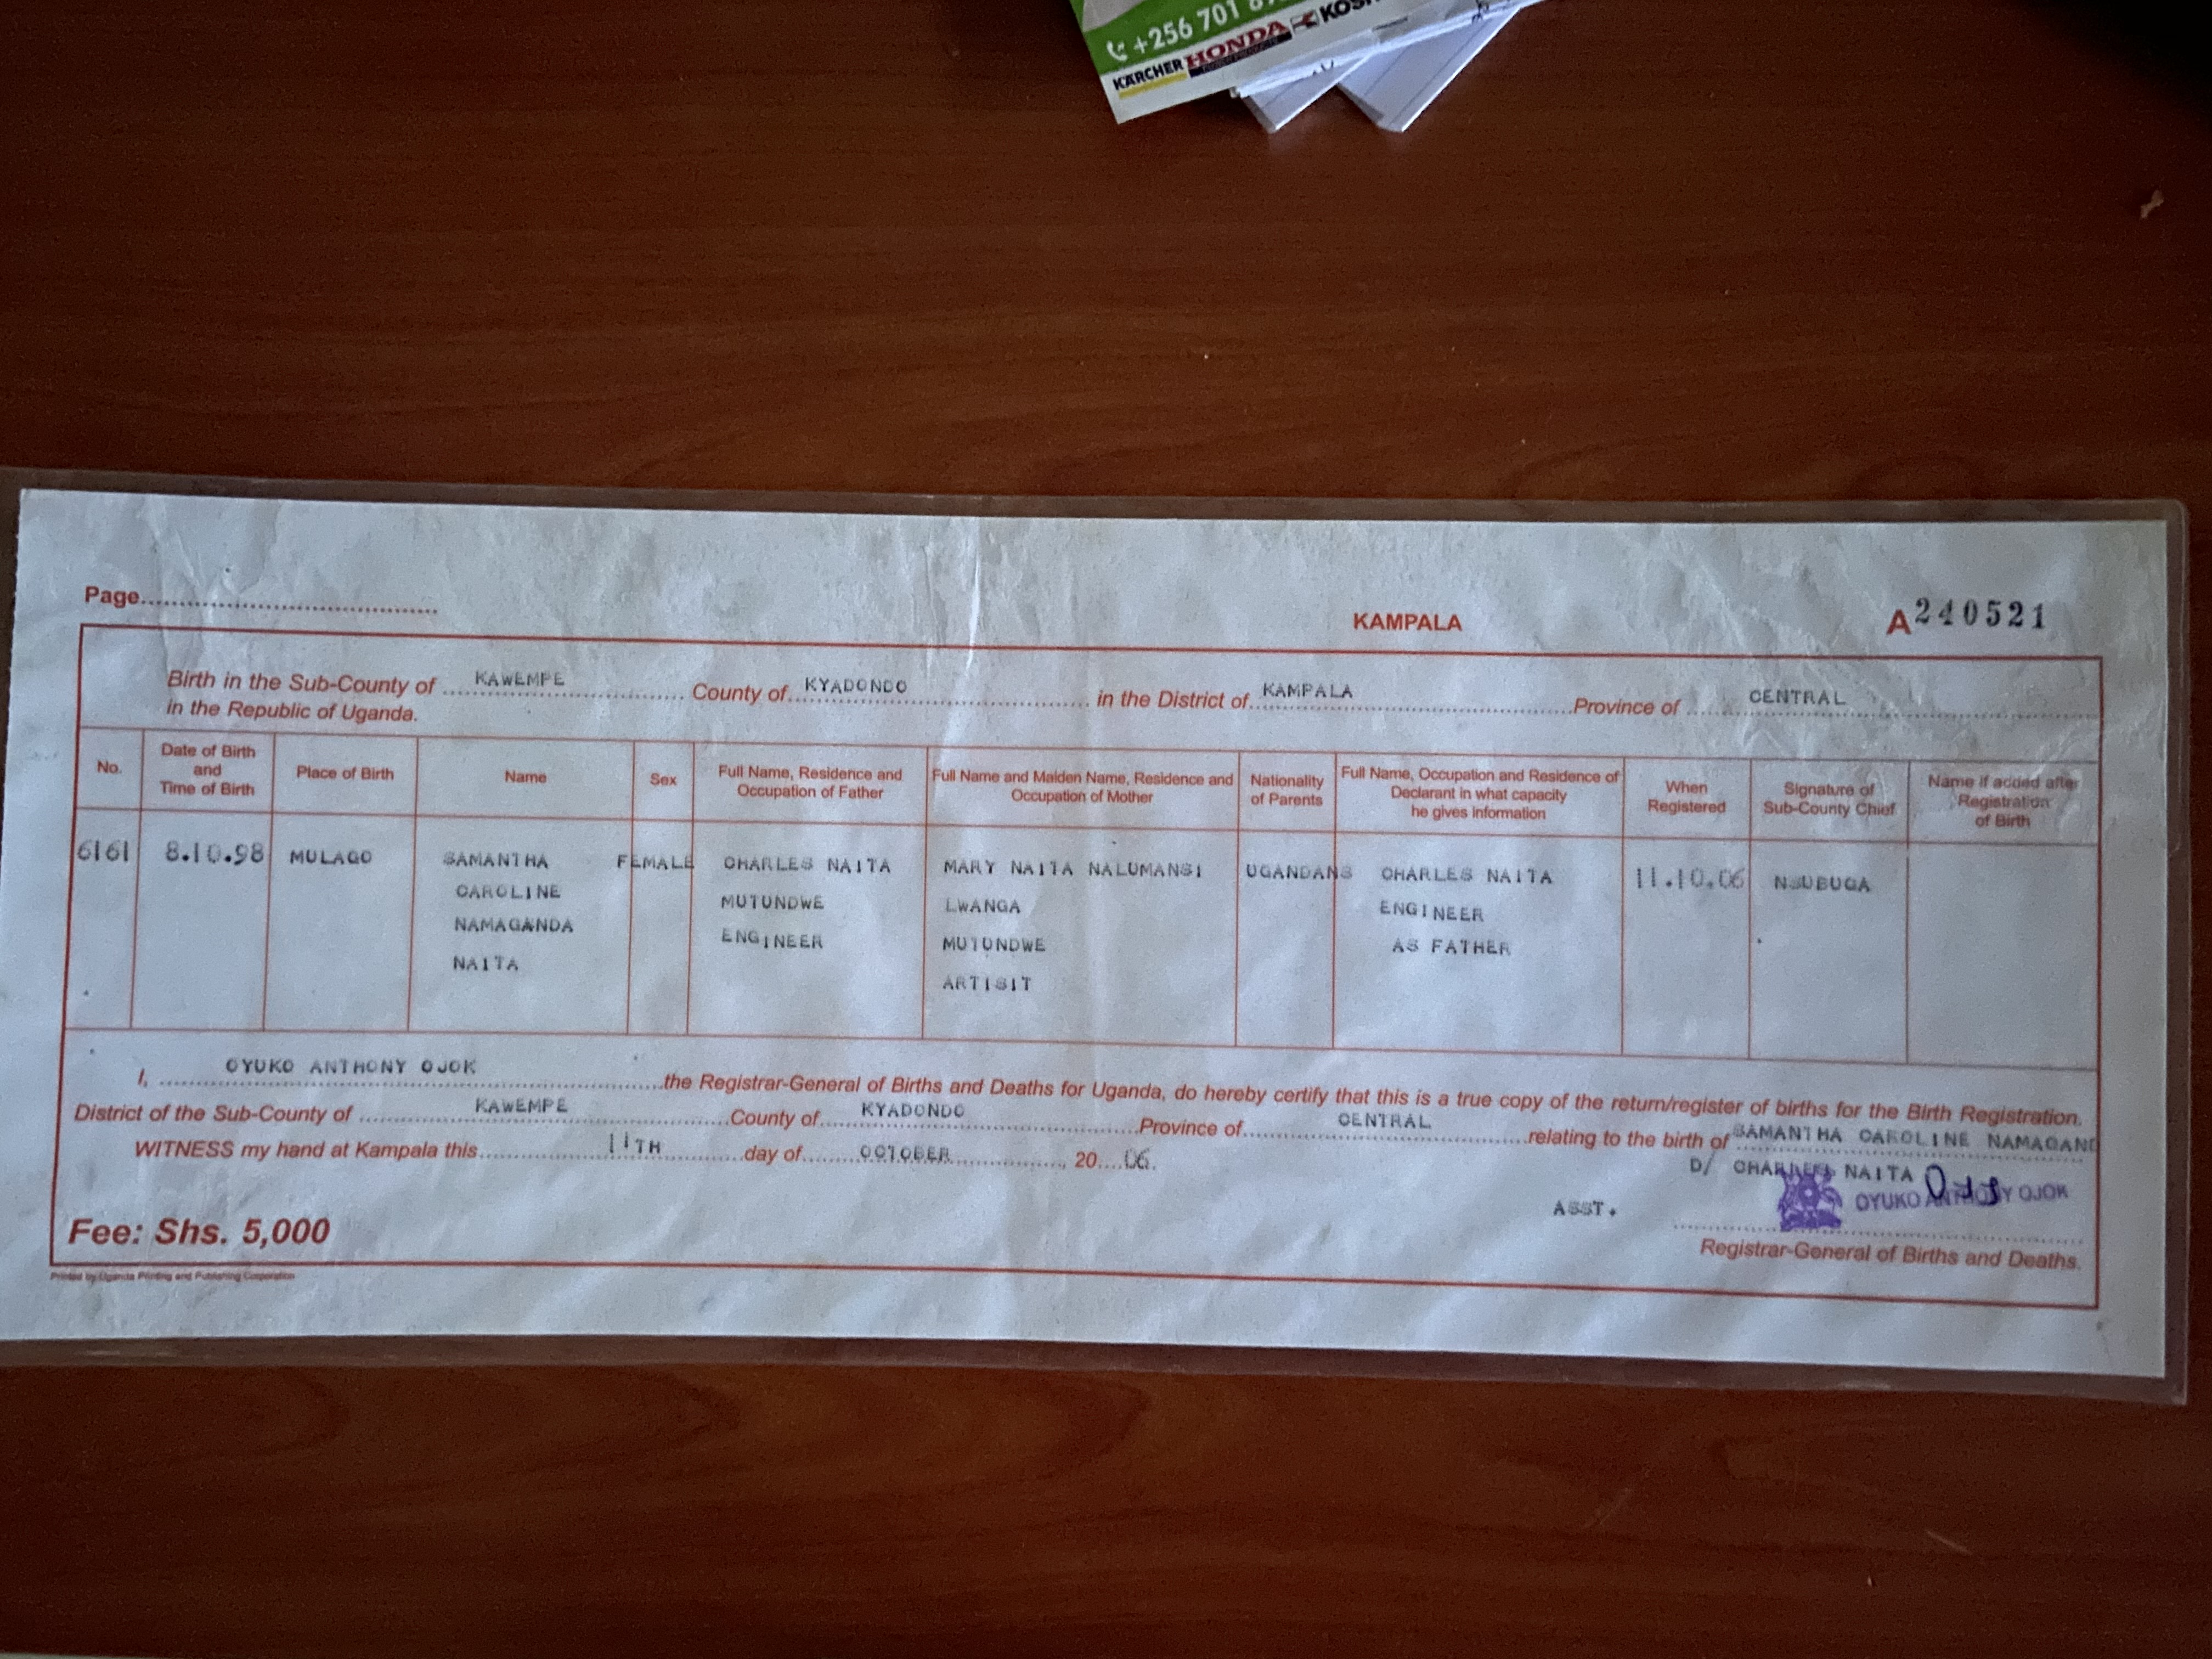 +256 701
KARCHER HONDA
Page
KAMPALA
A 240521
Birth in the Sub-County of KAWEMPE County of KYADONDO in the District of KAMPALA Province of CENTRAL
in the Republic of Uganda.
No.
Date of Birth
and
Time of Birth
Place of Birth
Name
Sex
Full Name, Residence and
Occupation of Father
Full Name and Maiden Name, Residence and
Occupation of Mother
Nationality
of Parents
Full Name, Occupation and Residence of
Declarant in what capacity
he gives information
When
Registered
Signature of
Sub-County Chief
Name if added after
Registration
of Birth
6161
8.10.98
MULAGO
SAMANTHA
CAROLINE
NAMAGANDA
NAITA
FEMALE
CHARLES NAITA
MUTUNDWE
ENGINEER
MARY NAITA NALUMANSI
LWANGA
MUTUNDWE
ARTISIT
UGANDANS
CHARLES NAITA
ENGINEER
AS FATHER
11.10.06
NSUBUGA
I, OYUKO ANTHONY OJOK the Registrar-General of Births and Deaths for Uganda, do hereby certify that this is a true copy of the return/register of births for the Birth Registration.
District of the Sub-County of KAWEMPE County of KYADONDO Province of CENTRAL relating to the birth of SAMANTHA CAROLINE NAMAGAND
WITNESS my hand at Kampala this 11TH day of OCTOBER 20 06.
D/ CHARLES NAITA
ASST.
OYUKO ANTHONY OJOK
Fee: Shs. 5,000
Registrar-General of Births and Deaths.
Printed by Uganda Printing and Publishing Corporation